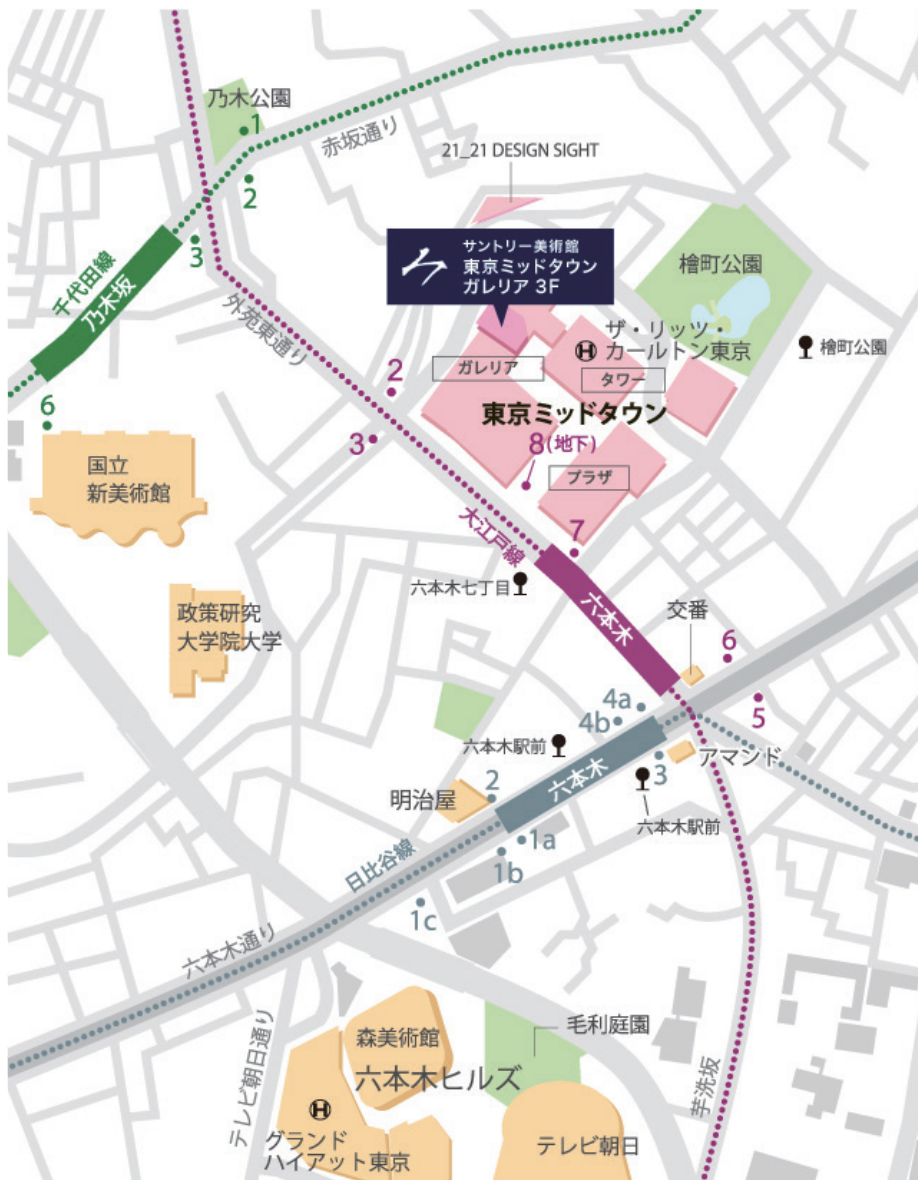 乃木公園
1
赤坂通り
2
21_21 DESIGN SIGHT
3
千代田線
乃木坂
外苑東通り
サントリー美術館
東京ミッドタウン
ガレリア 3F
檜町公園
ザ・リッツ・
カールトン東京
H
檜町公園
ガレリア
タワー
2
東京ミッドタウン
6
3
8(地下)
国立
新美術館
プラザ
大江戸線
7
六本木七丁目
六本木
政策研究
大学院大学
交番
6
5
4a
4b
六本木駅前
アマンド
3
六本木
2
明治屋
六本木駅前
1a
1b
日比谷線
1c
六本木通り
毛利庭園
森美術館
六本木ヒルズ
テレビ朝日通り
芋洗坂
H
グランド
ハイアット東京
テレビ朝日